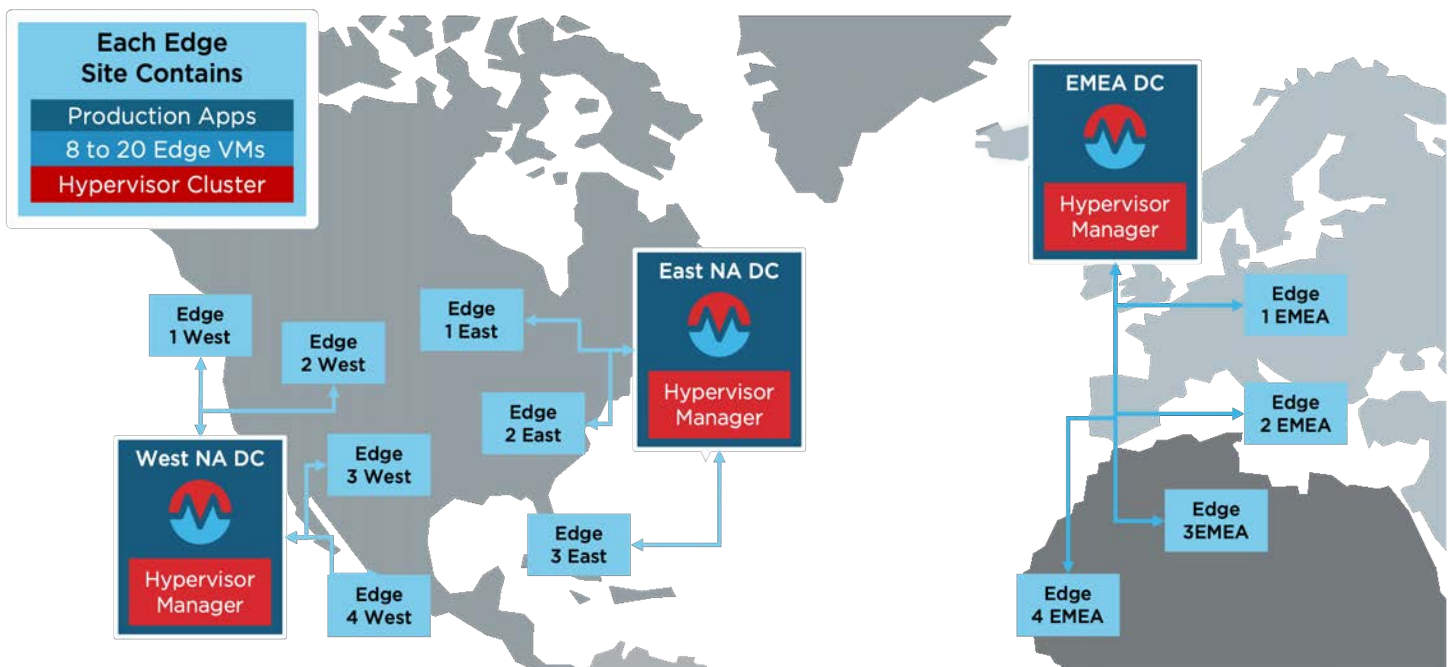 Each Edge
Site Contains
Production Apps
8 to 20 Edge VMs
Hypervisor Cluster
EMEA DC
Hypervisor
Manager
East NA DC
Hypervisor
Manager
Edge
1 West
Edge
2 West
Edge
1 East
Edge
2 East
West NA DC
Hypervisor
Manager
Edge
3 West
Edge
4 West
Edge
3 East
Edge
1 EMEA
Edge
2 EMEA
Edge
3EMEA
Edge
4 EMEA